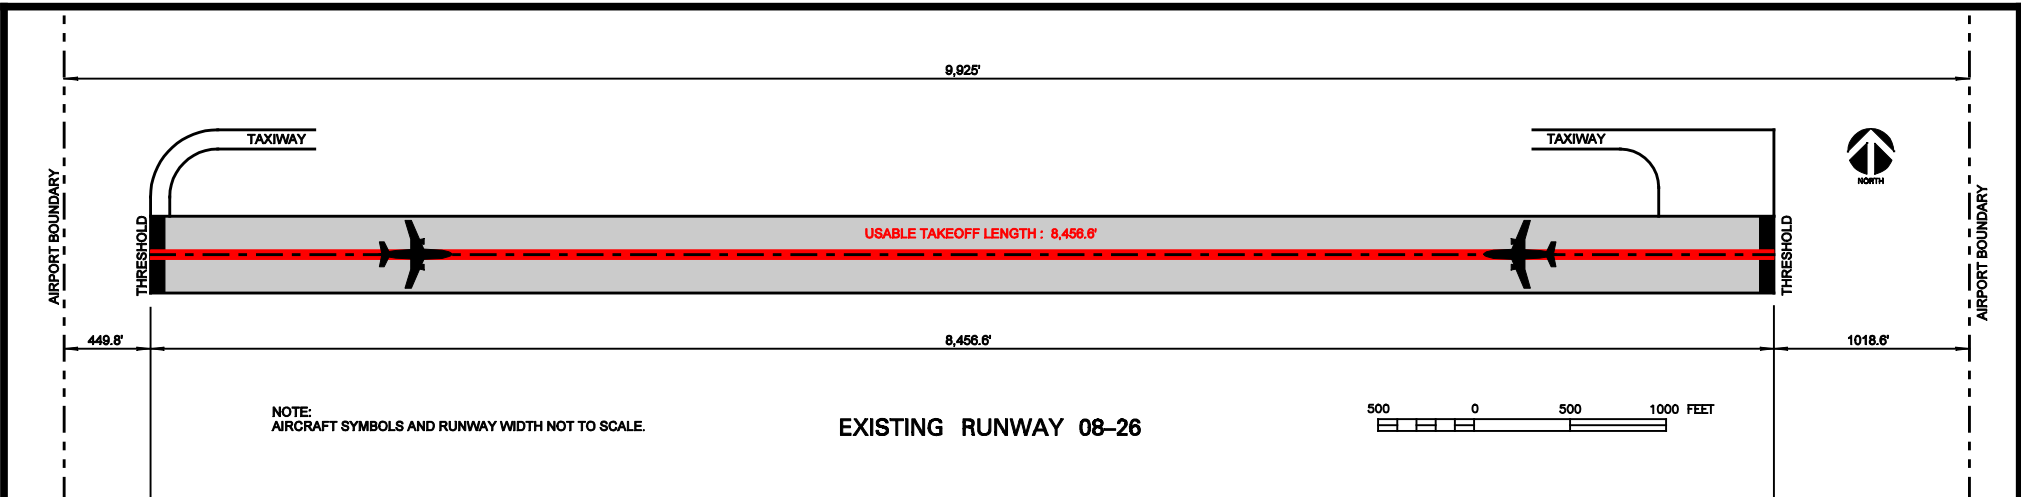 9,925'
TAXIWAY
TAXIWAY
NORTH
AIRPORT BOUNDARY
THRESHOLD
USABLE TAKEOFF LENGTH : 8,456.6'
THRESHOLD
AIRPORT BOUNDARY
449.8'
8,456.6'
1018.6'
NOTE:
AIRCRAFT SYMBOLS AND RUNWAY WIDTH NOT TO SCALE.
EXISTING RUNWAY 08–26
500 0 500 1000 FEET